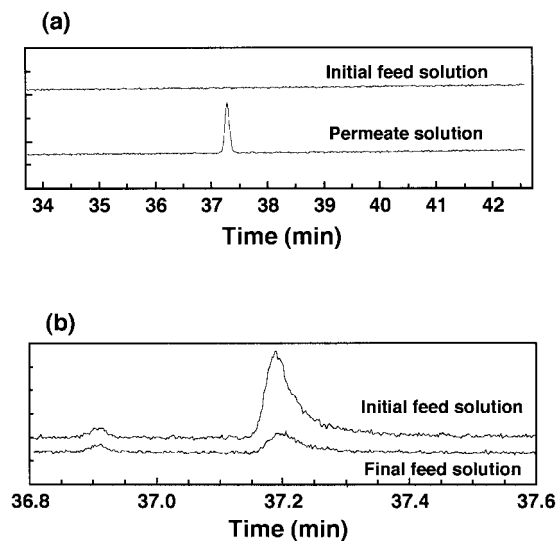 (a)
Initial feed solution
Permeate solution
34 35 36 37 38 39 40 41 42
Time (min)
(b)
Initial feed solution
Final feed solution
36.8 37.0 37.2 37.4 37.6
Time (min)